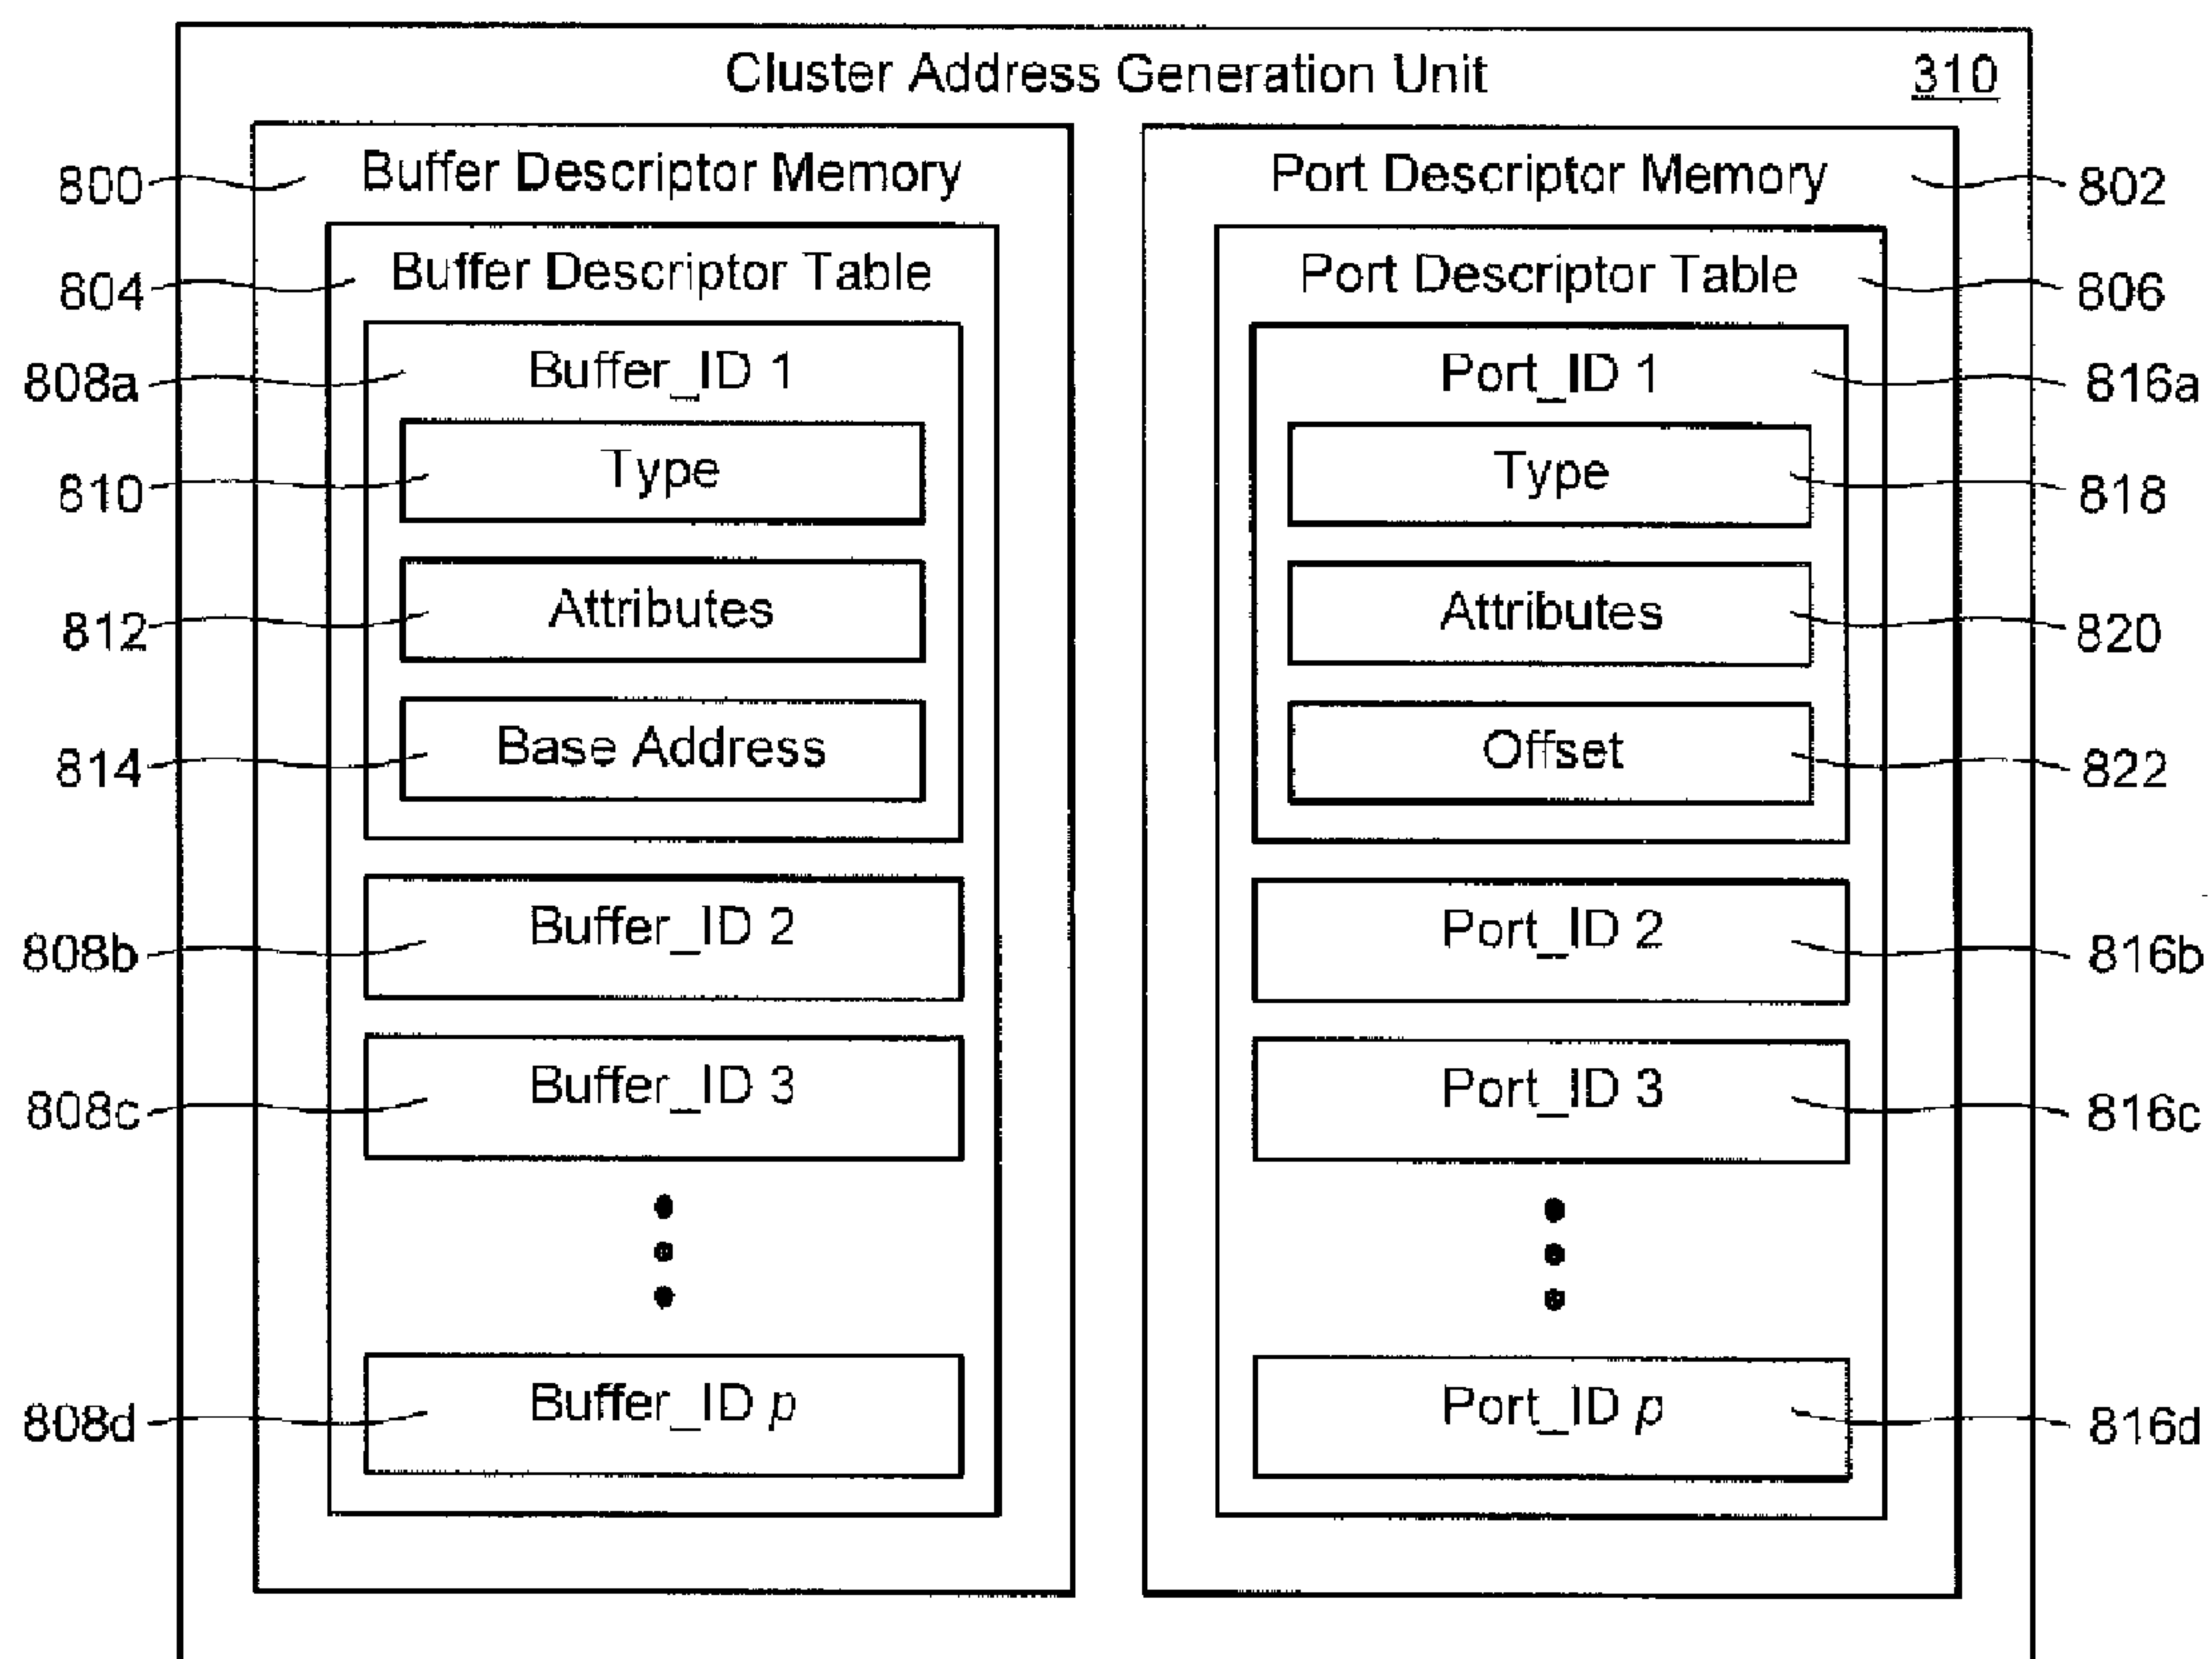 Cluster Address Generation Unit 310
800 Buffer Descriptor Memory
804 Buffer Descriptor Table
808a Buffer_ID 1
810 Type
812 Attributes
814 Base Address
808b Buffer_ID 2
808c Buffer_ID 3
808d Buffer_ID p
Port Descriptor Memory 802
Port Descriptor Table 806
Port_ID 1 816a
Type 818
Attributes 820
Offset 822
Port_ID 2 816b
Port_ID 3 816c
Port_ID p 816d